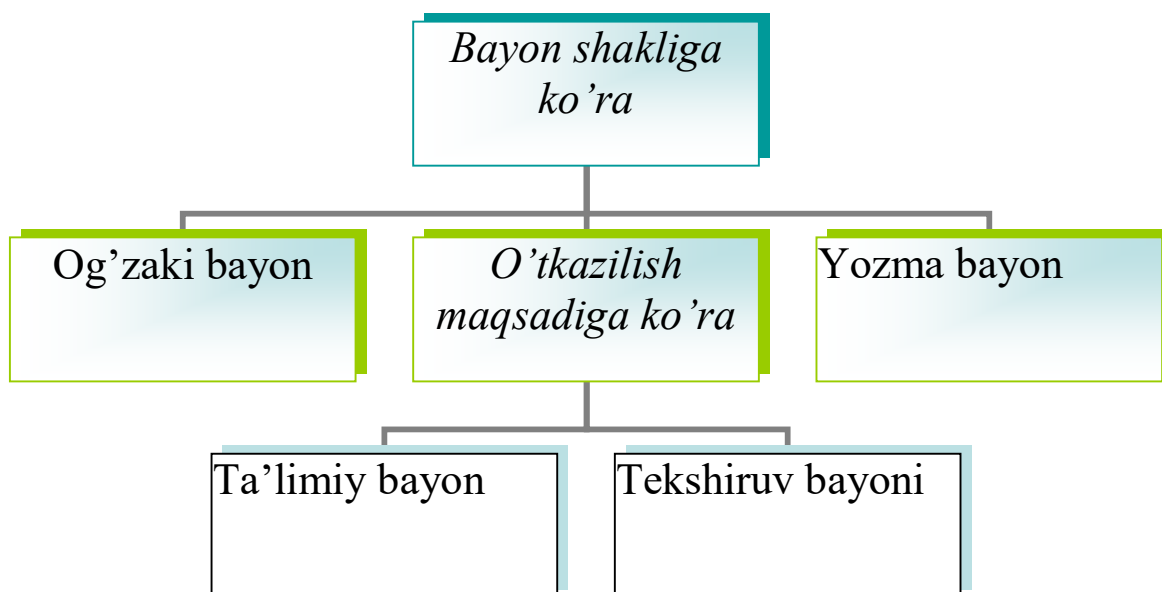 Bayon shakliga
ko’ra
Og’zaki bayon
O’tkazilish
maqsadiga ko’ra
Yozma bayon
Ta’limiy bayon
Tekshiruv bayoni